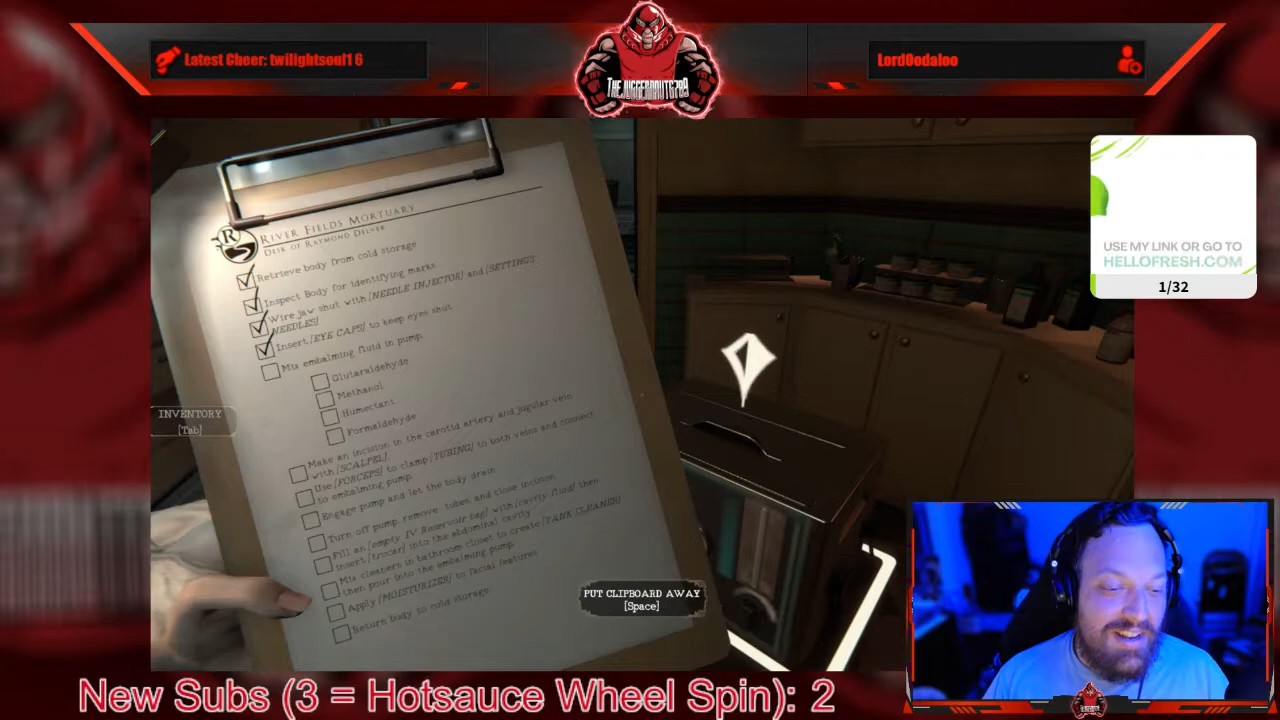 Latest Cheer: twilightsoul1 6
LordOodaloo
THEJUGGERNAUT6789
RIVER FIELDS MORTUARY
DESK OF RAYMOND DELVER
Retrieve body from cold storage
Inspect Body for identifying marks
Wire jaw shut with [NEEDLE INJECTOR] and [SETTINGS
NEEDLES]
Insert [EYE CAPS] to keep eyes shut
Mix embalming fluid in pump.
Glutaraldehyde
Methanol
Humectant
Formaldehyde
Make an incision in the carotid artery and jugular vein
with [SCALPEL].
Use [FORCEPS] to clamp [TUBING] to both veins and connect
to embalming pump.
Engage pump and let the body drain
Turn off pump, remove tubes, and close incision
Fill an [empty IV Reservoir bag] with [cavity fluid] then
insert [trocar] into the abdominal cavity
Mix cleaners in bathroom closet to create [TANK CLEANER]
then pour into the embalming pump.
Apply [MOISTURIZER] to facial features
Return body to cold storage
INVENTORY
[Tab]
PUT CLIPBOARD AWAY
[Space]
USE MY LINK OR GO TO
HELLOFRESH.COM
1/32
New Subs (3 = Hotsauce Wheel Spin): 2